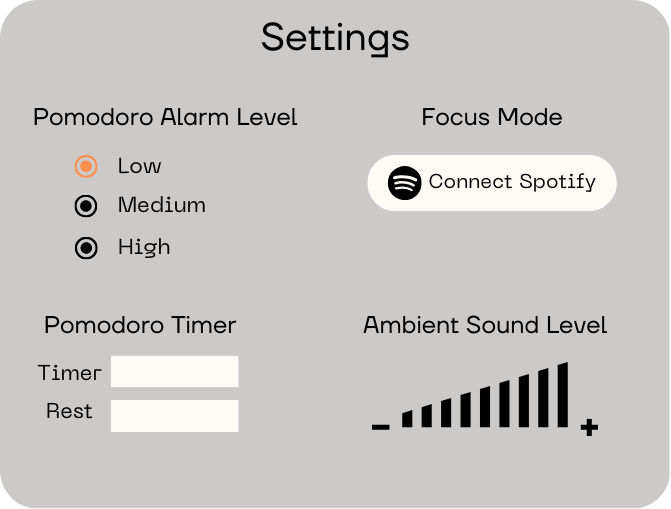 Settings
Pomodoro Alarm Level
Low
Medium
High
Focus Mode
Connect Spotify
Pomodoro Timer
Timer
Rest
Ambient Sound Level
- +